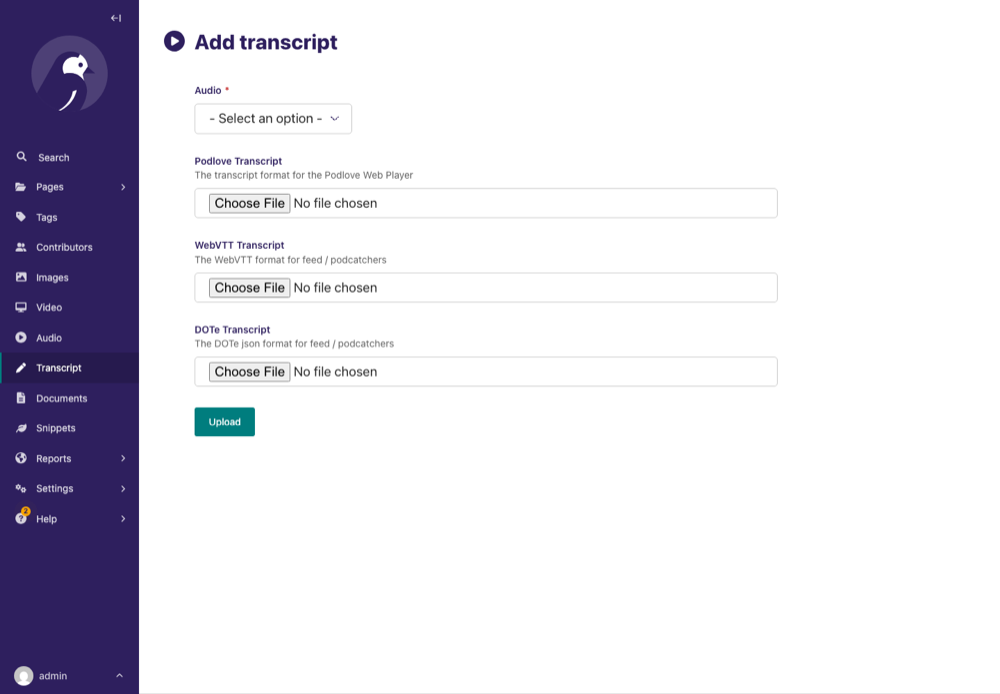 Add transcript
Search
Pages
Tags
Contributors
Images
Video
Audio
Transcript
Documents
Snippets
Reports
Settings
2
Help
admin
Audio *
- Select an option -
Podlove Transcript
The transcript format for the Podlove Web Player
Choose File No file chosen
WebVTT Transcript
The WebVTT format for feed / podcatchers
Choose File No file chosen
DOTe Transcript
The DOTe json format for feed / podcatchers
Choose File No file chosen
Upload